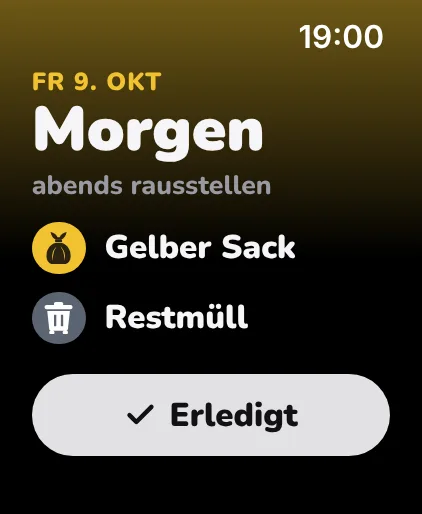 19:00
FR 9. OKT
Morgen
abends rausstellen
Gelber Sack
Restmüll
Erledigt